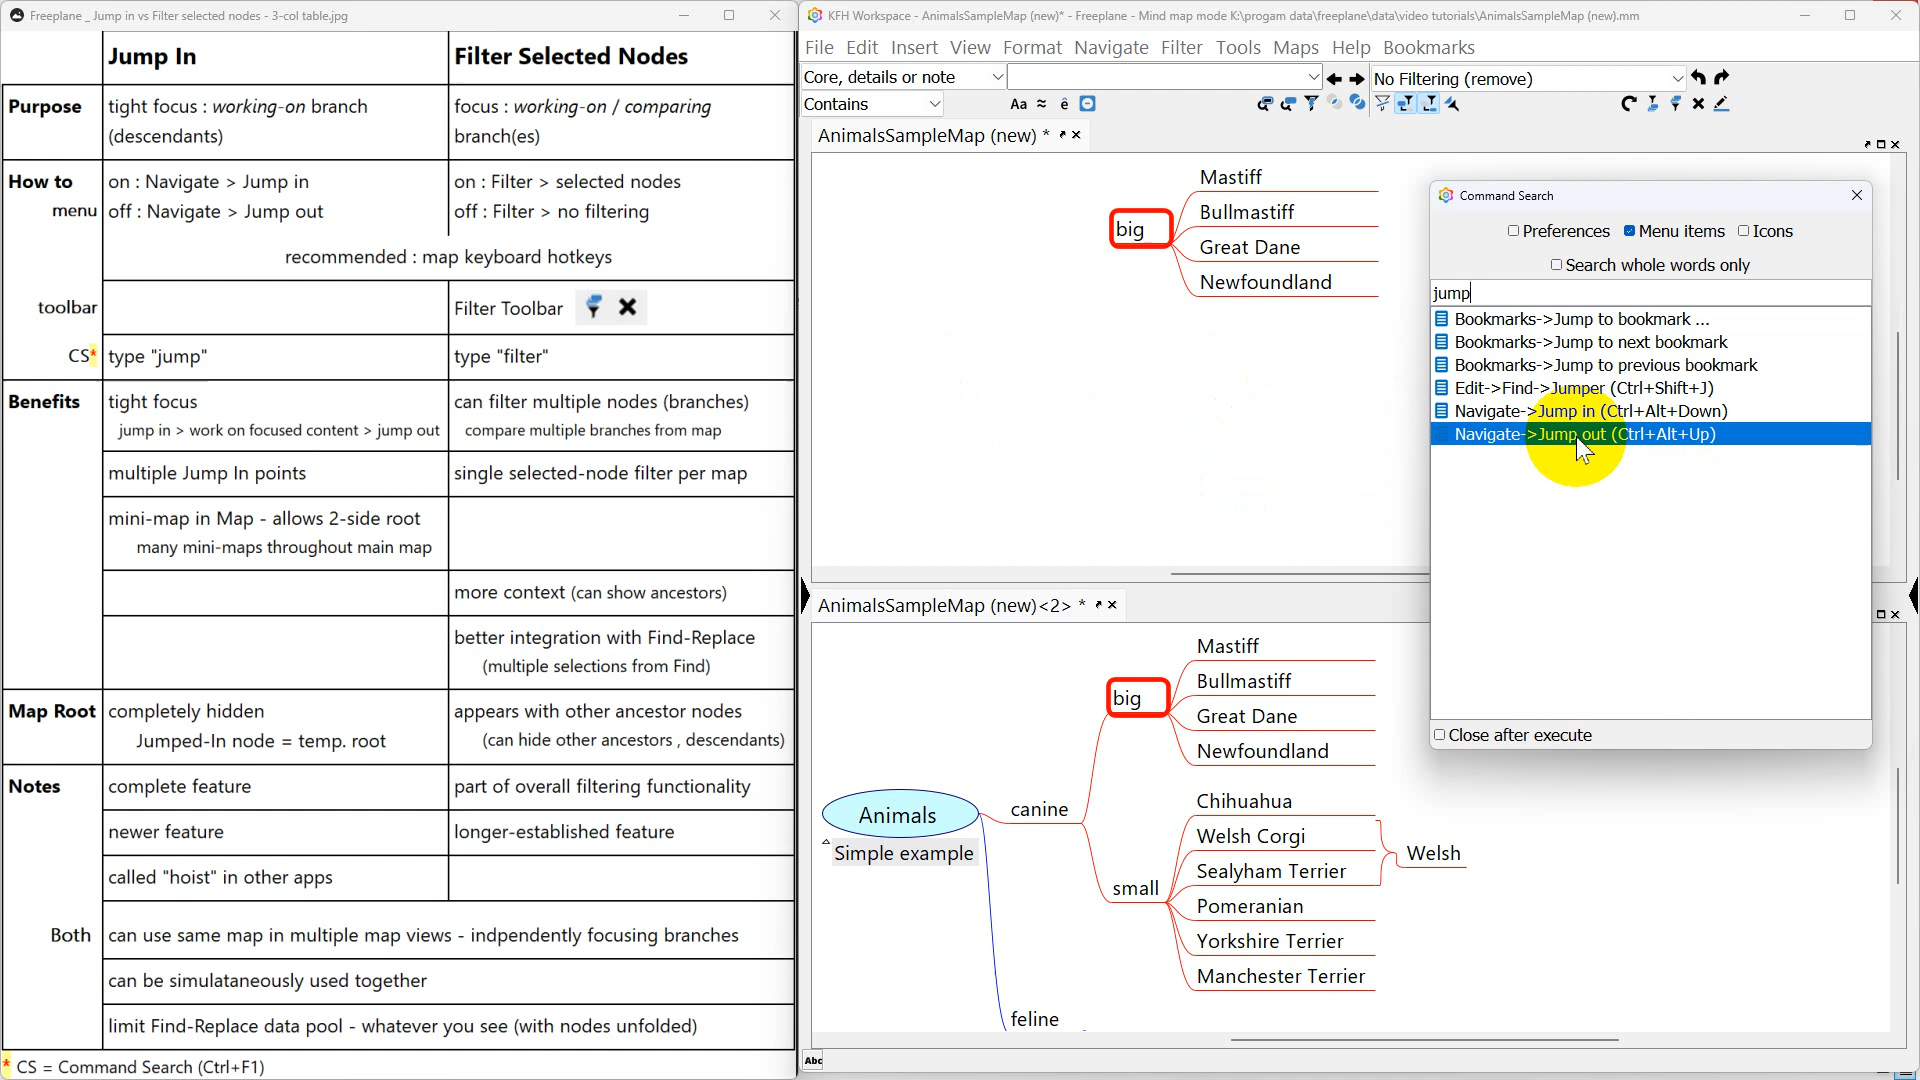 Freeplane _ Jump in vs Filter selected nodes - 3-col table.jpg
Jump In
Filter Selected Nodes
Purpose
tight focus : working-on branch
(descendants)
focus : working-on / comparing
branch(es)
How to
menu
on : Navigate > Jump in
off : Navigate > Jump out
on : Filter > selected nodes
off : Filter > no filtering
recommended : map keyboard hotkeys
toolbar
Filter Toolbar
CS*
type "jump"
type "filter"
Benefits
tight focus
jump in > work on focused content > jump out
can filter multiple nodes (branches)
compare multiple branches from map
multiple Jump In points
single selected-node filter per map
mini-map in Map - allows 2-side root
many mini-maps throughout main map
more context (can show ancestors)
better integration with Find-Replace
(multiple selections from Find)
Map Root
completely hidden
Jumped-In node = temp. root
appears with other ancestor nodes
(can hide other ancestors , descendants)
Notes
complete feature
part of overall filtering functionality
newer feature
longer-established feature
called "hoist" in other apps
Both
can use same map in multiple map views - indpendently focusing branches
can be simulataneously used together
limit Find-Replace data pool - whatever you see (with nodes unfolded)
* CS = Command Search (Ctrl+F1)
KFH Workspace - AnimalsSampleMap (new)* - Freeplane - Mind map mode K:\progam data\freeplane\data\video tutorials\AnimalsSampleMap (new).mm
File Edit Insert View Format Navigate Filter Tools Maps Help Bookmarks
Core, details or note
No Filtering (remove)
Contains
Aa ≈ ê
AnimalsSampleMap (new) *
big
Mastiff
Bullmastiff
Great Dane
Newfoundland
AnimalsSampleMap (new)<2> *
Animals
Simple example
canine
big
Mastiff
Bullmastiff
Great Dane
Newfoundland
small
Chihuahua
Welsh Corgi
Sealyham Terrier
Pomeranian
Yorkshire Terrier
Manchester Terrier
Welsh
feline
Abc
Command Search
Preferences Menu items Icons
Search whole words only
jump
Bookmarks->Jump to bookmark ...
Bookmarks->Jump to next bookmark
Bookmarks->Jump to previous bookmark
Edit->Find->Jumper (Ctrl+Shift+J)
Navigate->Jump in (Ctrl+Alt+Down)
Navigate->Jump out (Ctrl+Alt+Up)
Close after execute